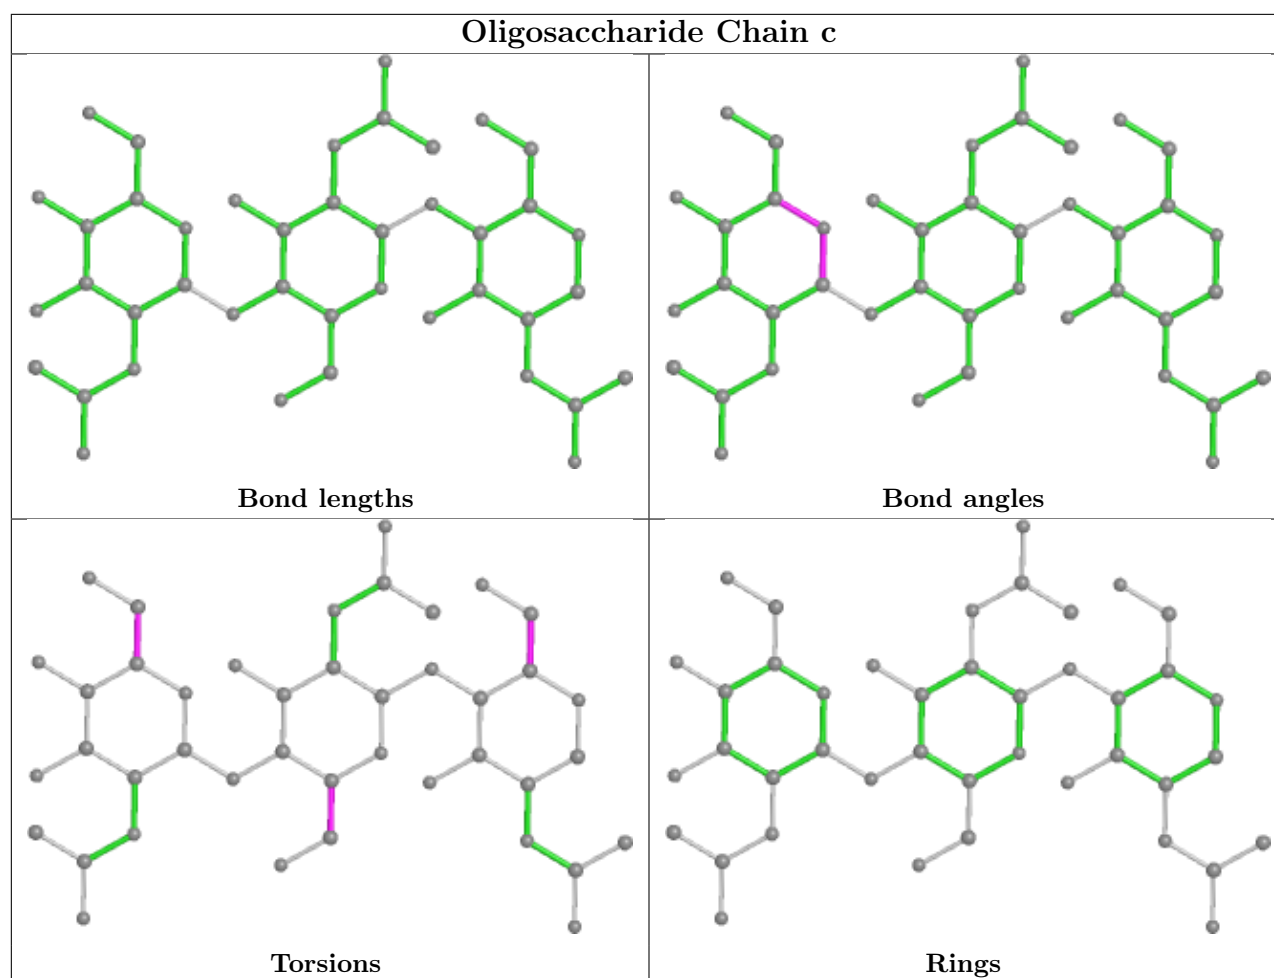 Oligosaccharide Chain c
Bond lengths
Bond angles
Torsions
Rings